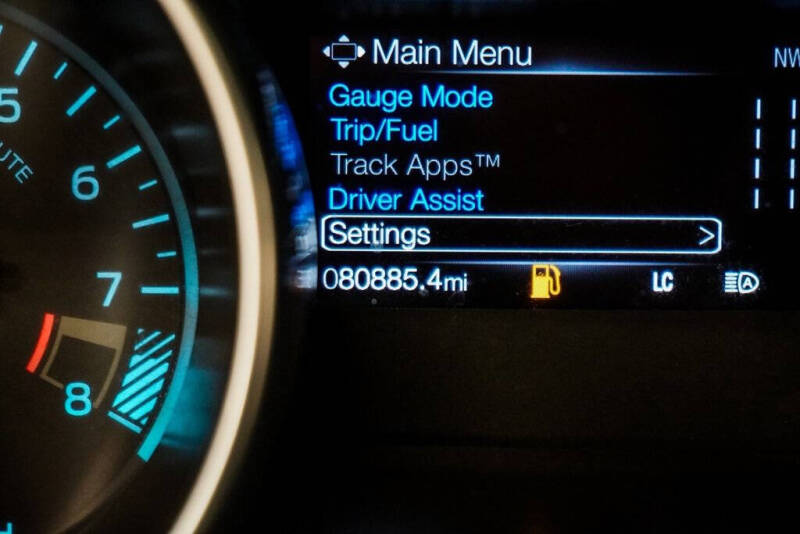 Main Menu
NW
Gauge Mode
Trip/Fuel
Track Apps™
Driver Assist
Settings >
080885.4mi
LC
A
5
UTE
6
7
8
H